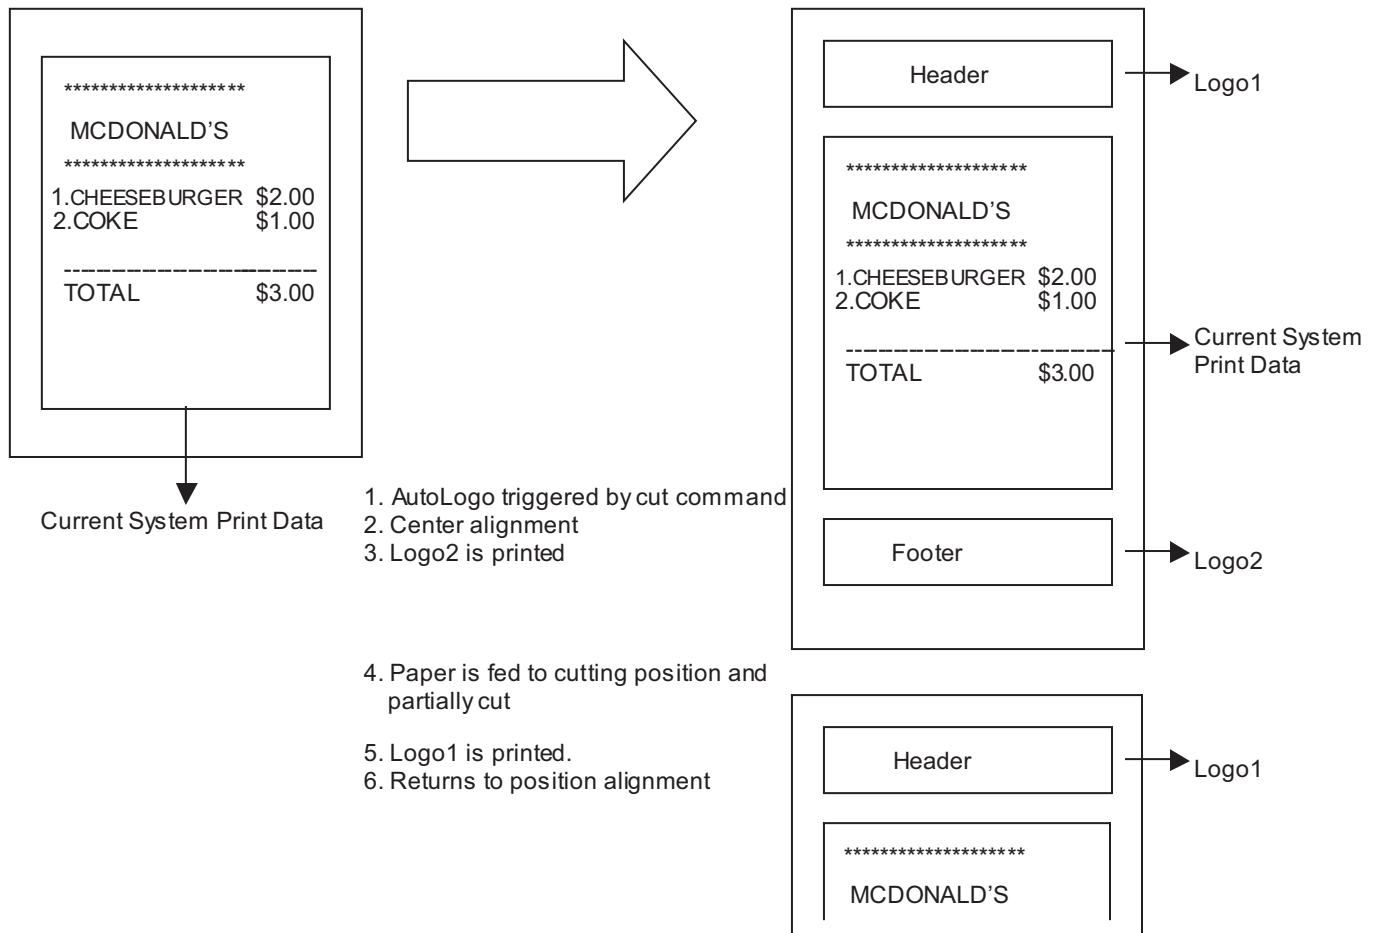 ********************
MCDONALD'S
********************
1.CHEESEBURGER $2.00
2.COKE $1.00
--------------------------------
TOTAL $3.00
Current System Print Data
1. AutoLogo triggered by cut command
2. Center alignment
3. Logo2 is printed
4. Paper is fed to cutting position and
partially cut
5. Logo1 is printed.
6. Returns to position alignment
Header
Logo1
********************
MCDONALD'S
********************
1.CHEESEBURGER $2.00
2.COKE $1.00
--------------------------------
TOTAL $3.00
Current System
Print Data
Footer
Logo2
Header
Logo1
********************
MCDONALD'S